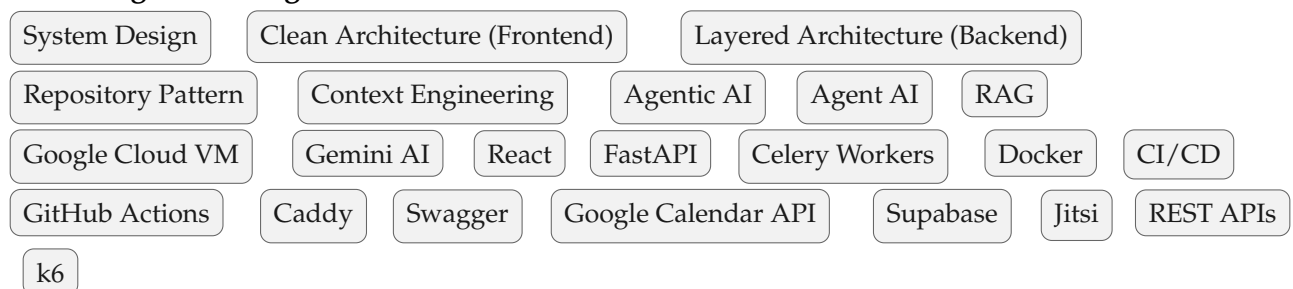 System Design Clean Architecture (Frontend) Layered Architecture (Backend)
Repository Pattern Context Engineering Agentic AI Agent AI RAG
Google Cloud VM Gemini AI React FastAPI Celery Workers Docker CI/CD
GitHub Actions Caddy Swagger Google Calendar API Supabase Jitsi REST APIs
k6